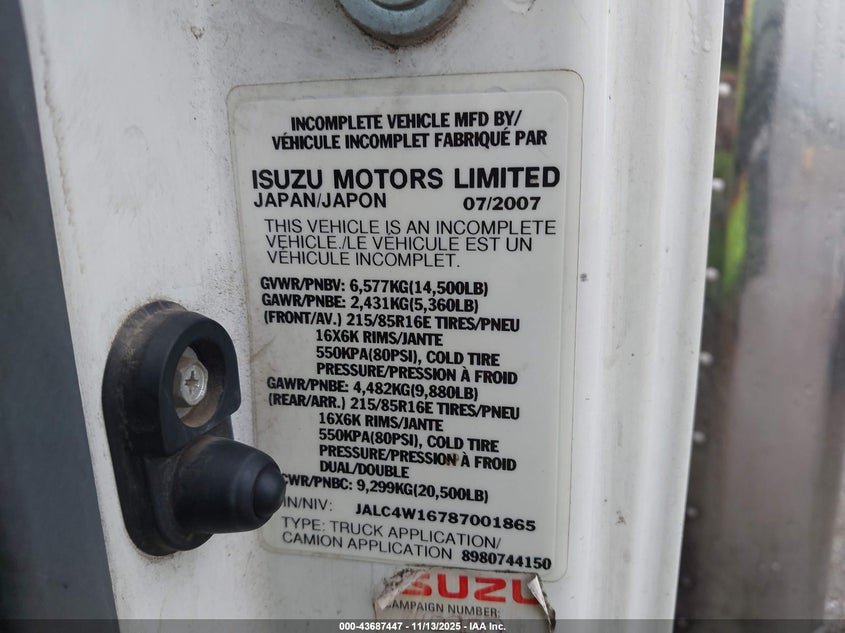 INCOMPLETE VEHICLE MFD BY/
VÉHICULE INCOMPLET FABRIQUÉ PAR
ISUZU MOTORS LIMITED
JAPAN/JAPON 07/2007
THIS VEHICLE IS AN INCOMPLETE
VEHICLE./LE VÉHICULE EST UN
VÉHICULE INCOMPLET.
GVWR/PNBV: 6,577KG(14,500LB)
GAWR/PNBE: 2,431KG(5,360LB)
(FRONT/AV.) 215/85R16E TIRES/PNEU
16X6K RIMS/JANTE
550KPA(80PSI), COLD TIRE
PRESSURE/PRESSION À FROID
GAWR/PNBE: 4,482KG(9,880LB)
(REAR/ARR.) 215/85R16E TIRES/PNEU
16X6K RIMS/JANTE
550KPA(80PSI), COLD TIRE
PRESSURE/PRESSION À FROID
DUAL/DOUBLE
CWR/PNBC: 9,299KG(20,500LB)
IN/NIV: JALC4W16787001865
TYPE: TRUCK APPLICATION/
CAMION APPLICATION 8980744150
ISUZU
CAMPAIGN NUMBER:
000-43687447 - 11/13/2025 - IAA Inc.